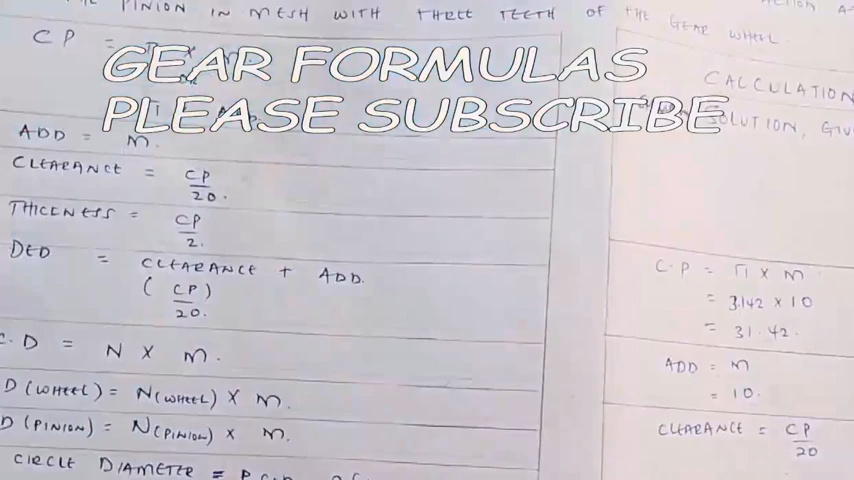 PINION IN MESH WITH THREE TEETH OF THE GEAR WHEEL.
CP = π × m.
GEAR FORMULAS
PLEASE SUBSCRIBE
ADD = m.
CLEARANCE = CP/20.
THICKNESS = CP/2.
DED = CLEARANCE + ADD.
(CP/20)
C.D = N × m.
D(WHEEL) = N(WHEEL) × m.
D(PINION) = N(PINION) × m.
CIRCLE DIAMETER =
CALCULATION
SOLUTION,
C.P = π × m
= 3.142 × 10
= 31.42.
ADD = m
= 10.
CLEARANCE = CP/20